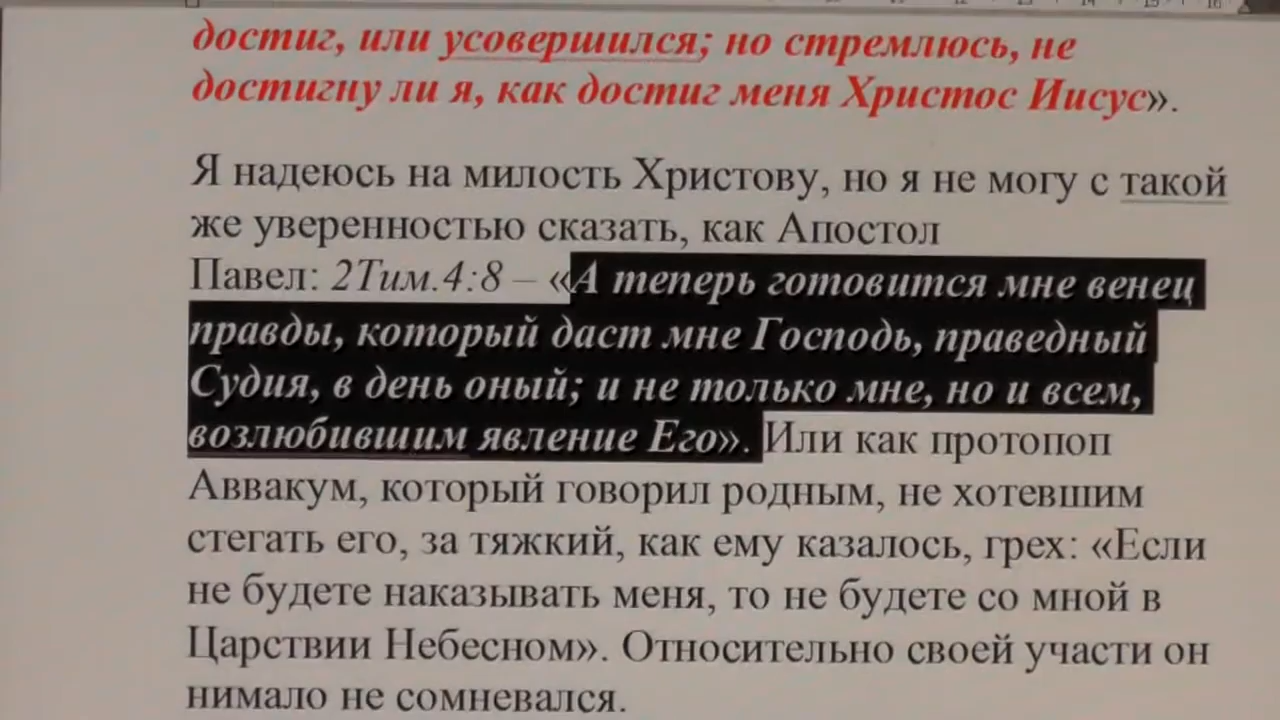 достиг, или усовершился; но стремлюсь, не
достигну ли я, как достиг меня Христос Иисус».
Я надеюсь на милость Христову, но я не могу с такой
же уверенностью сказать, как Апостол
Павел: 2Тим.4:8 – «А теперь готовится мне венец
правды, который даст мне Господь, праведный
Судия, в день оный; и не только мне, но и всем,
возлюбившим явление Его». Или как протопоп
Аввакум, который говорил родным, не хотевшим
стегать его, за тяжкий, как ему казалось, грех: «Если
не будете наказывать меня, то не будете со мной в
Царствии Небесном». Относительно своей участи он
нимало не сомневался.